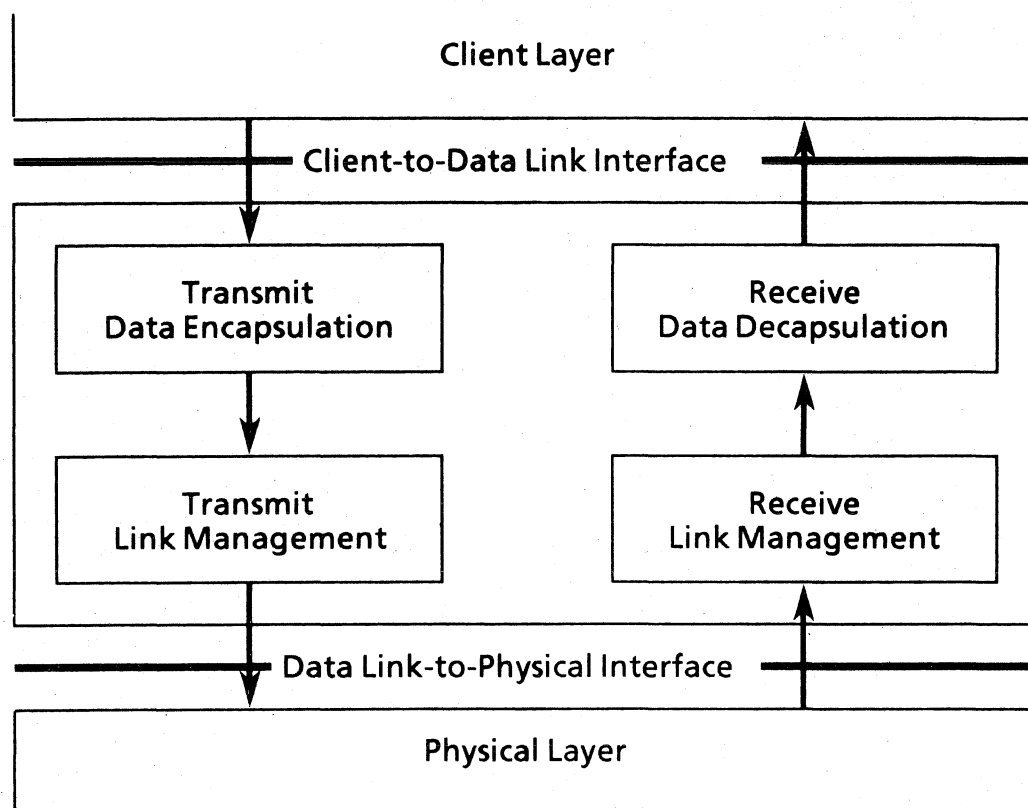 Client Layer
Client-to-Data Link Interface
Transmit
Data Encapsulation
Receive
Data Decapsulation
Transmit
Link Management
Receive
Link Management
Data Link-to-Physical Interface
Physical Layer